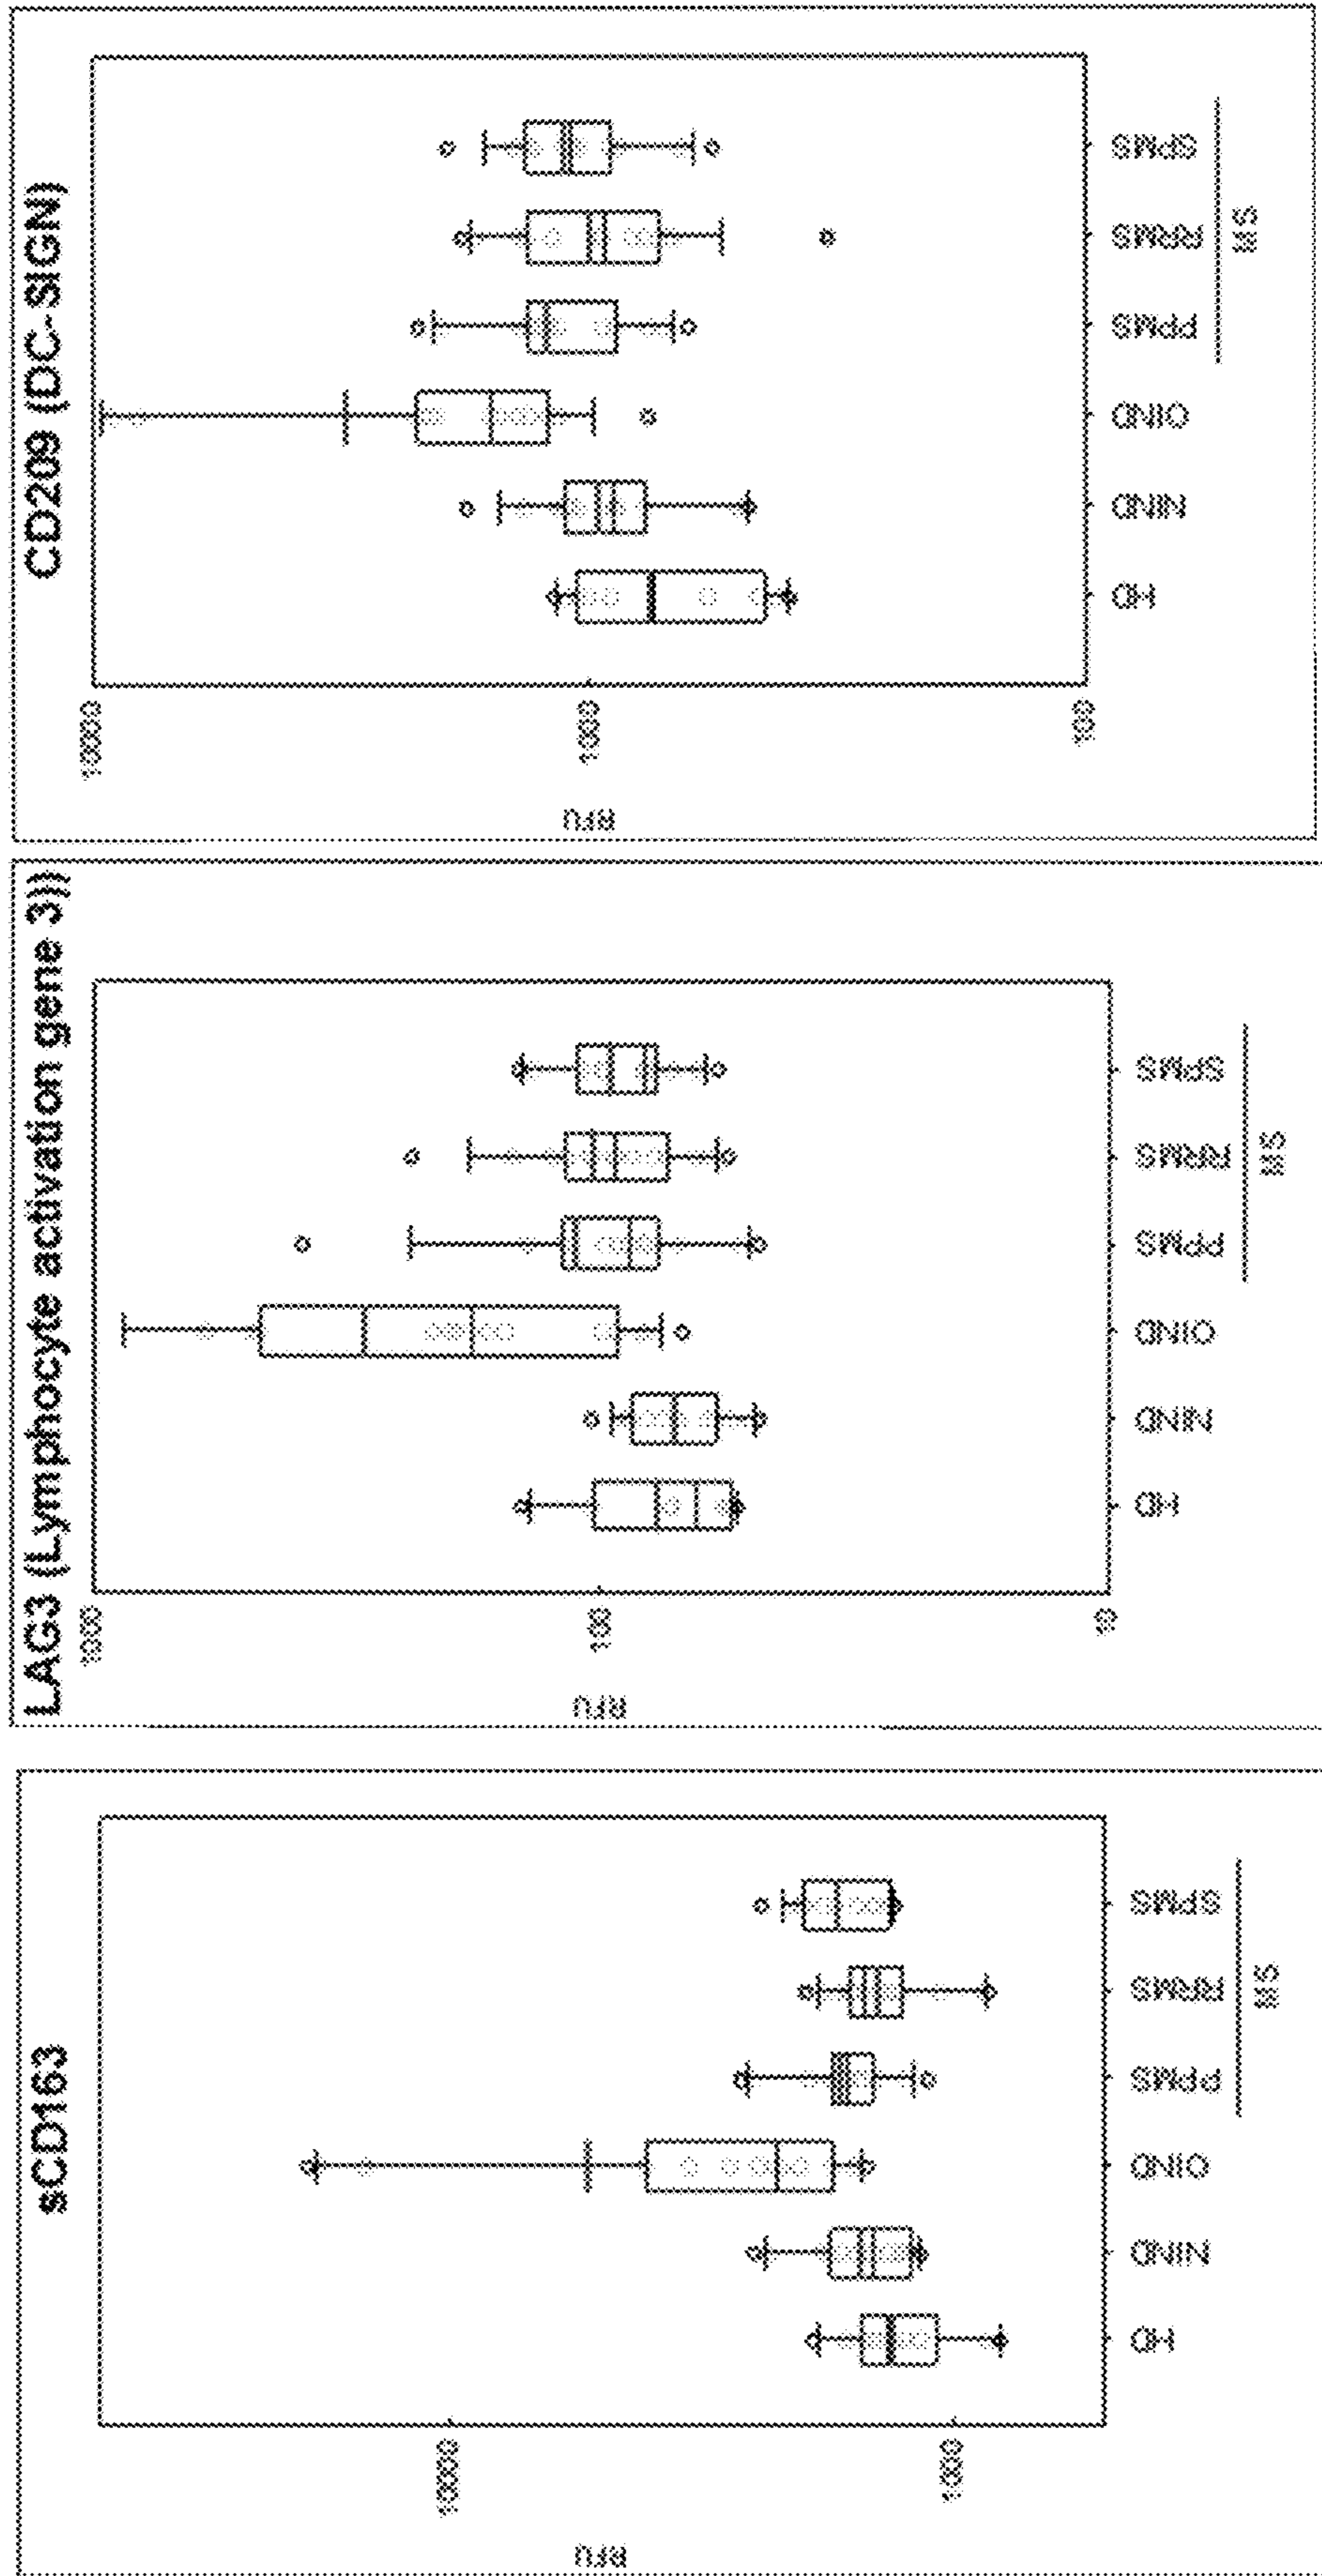 sCD163
RFU
10000
1000
HD
NIND
OIND
PPMS
RRMS
SPMS
MS
LAG3 (Lymphocyte activation gene 3))
RFU
1000
100
10
HD
NIND
OIND
PPMS
RRMS
SPMS
MS
CD209 (DC-SIGN)
RFU
10000
1000
100
HD
NIND
OIND
PPMS
RRMS
SPMS
MS